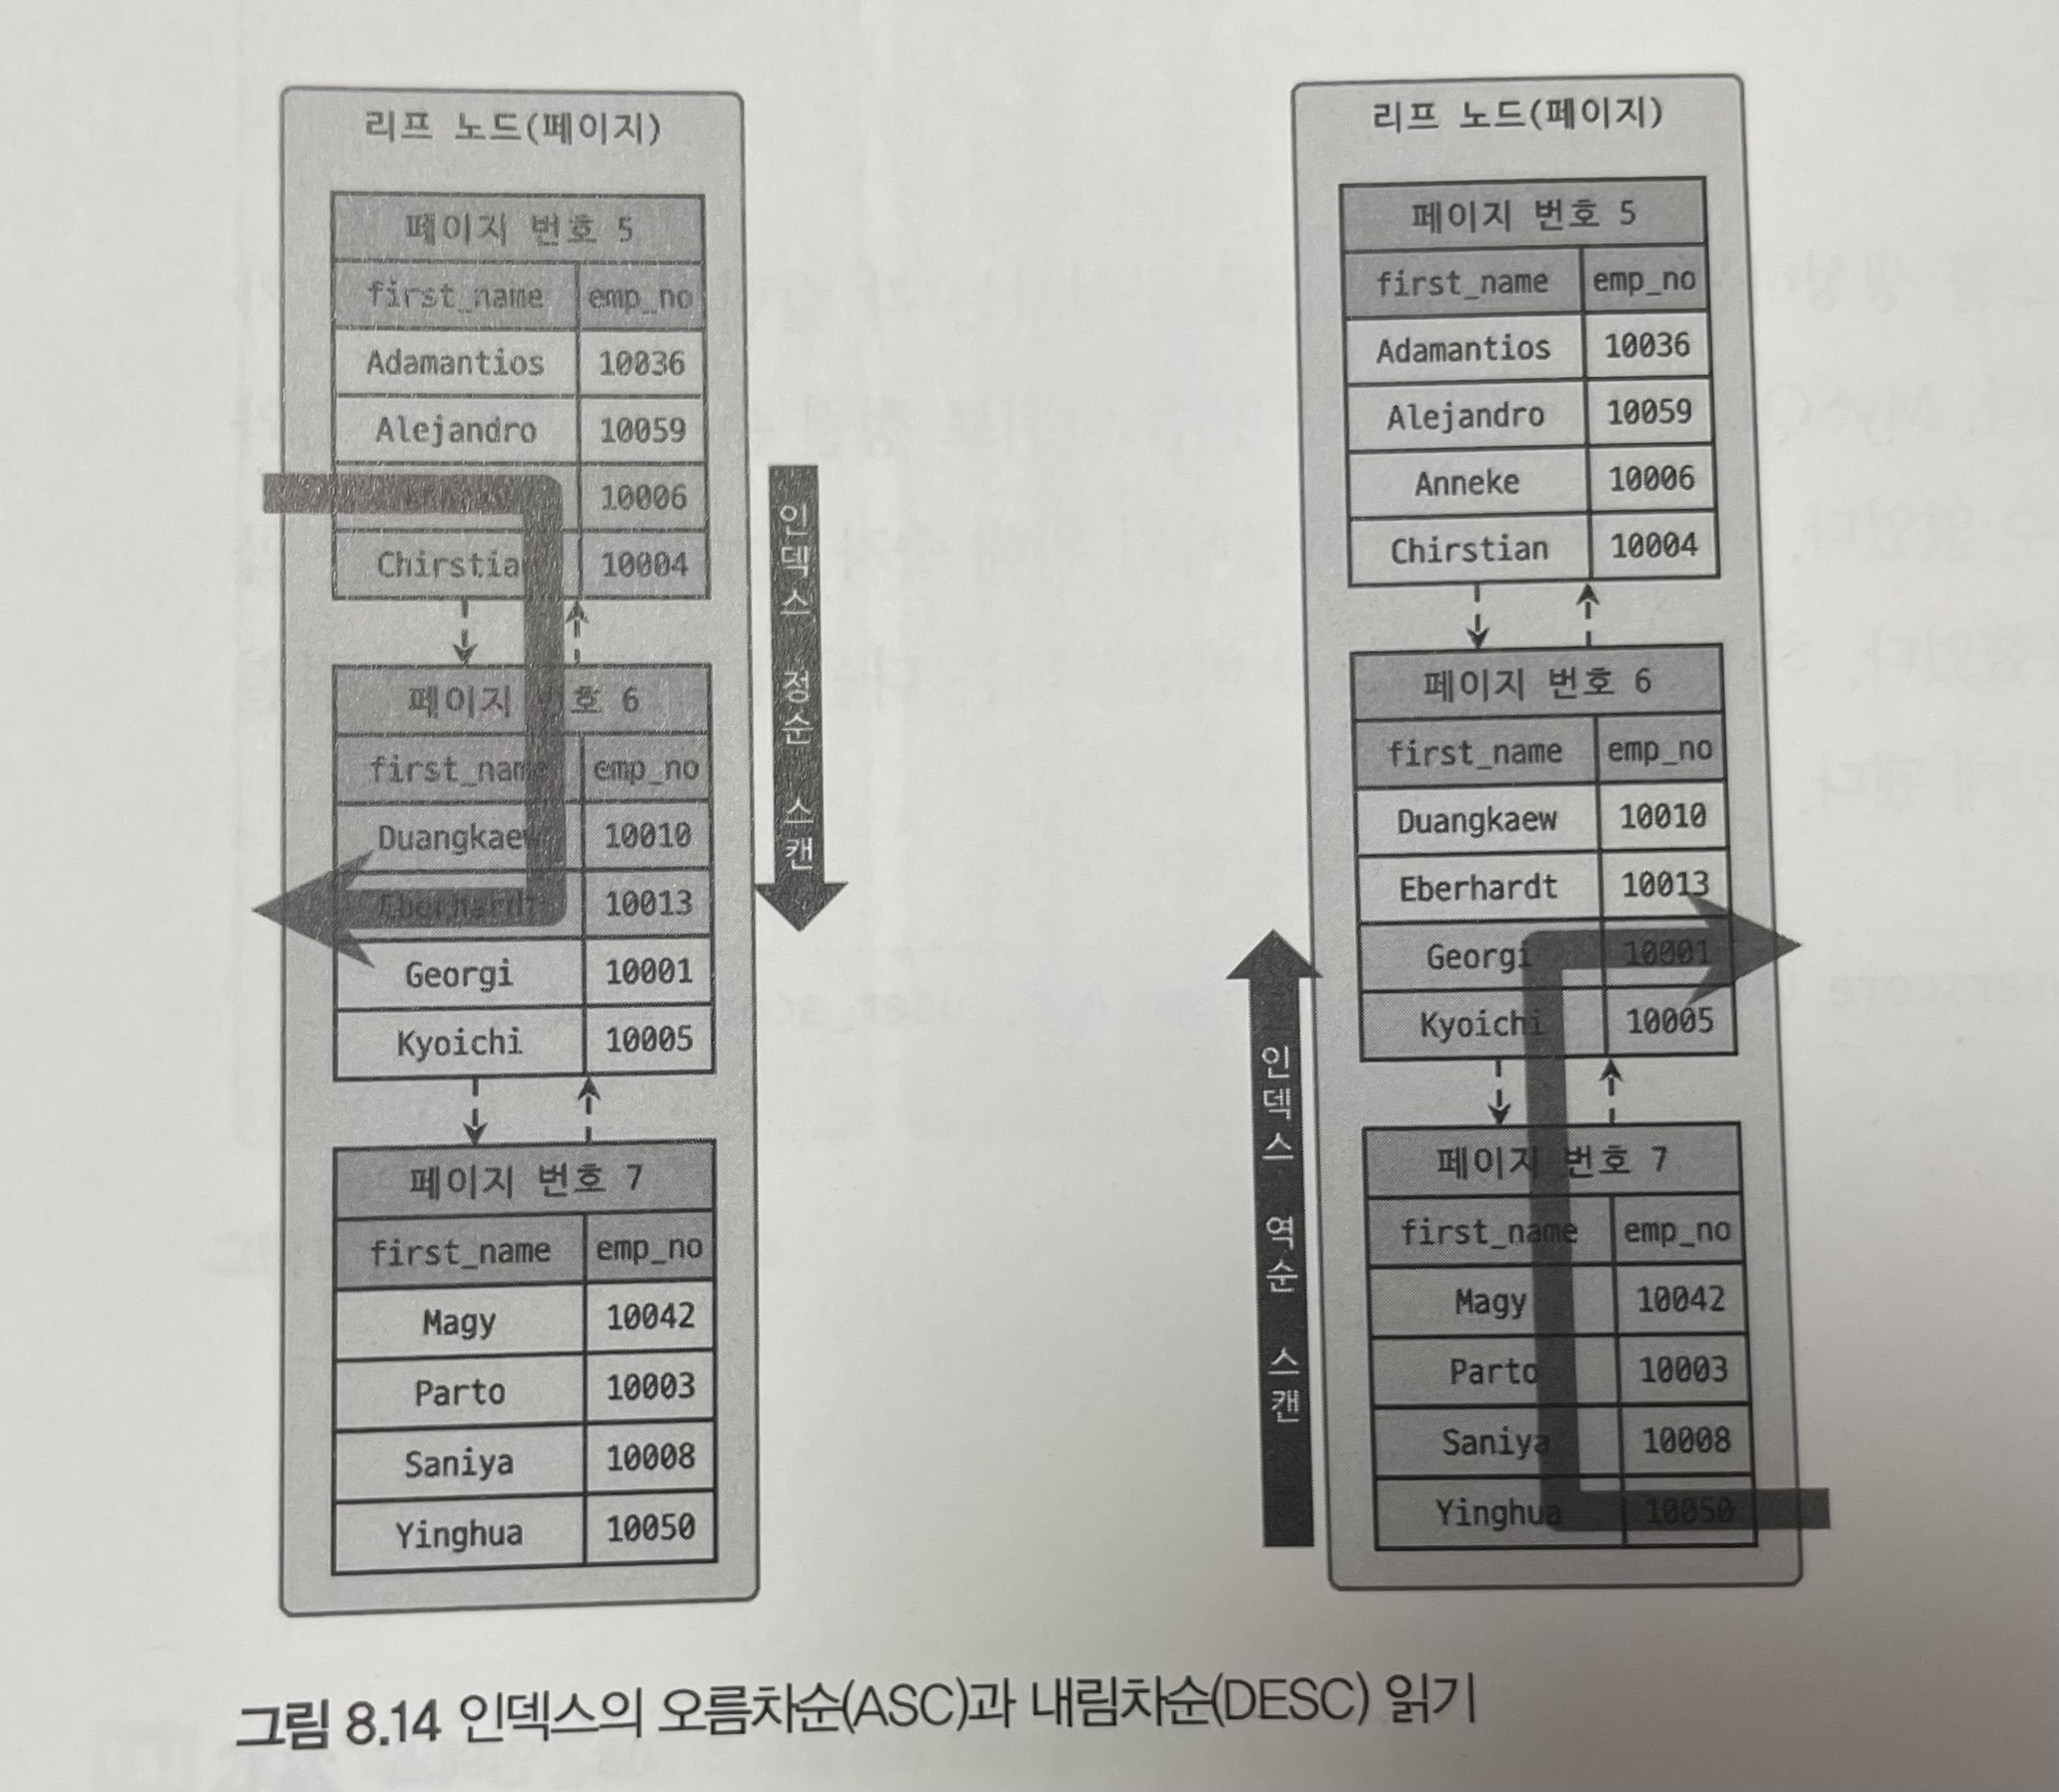 리프 노드(페이지)
페이지 번호 5
first_name emp_no
Adamantios 10036
Alejandro 10059
10006
Chirstia 10004
페이지 번호 6
first_name emp_no
Duangkaew 10010
Eberhardt 10013
Georgi 10001
Kyoichi 10005
페이지 번호 7
first_name emp_no
Magy 10042
Parto 10003
Saniya 10008
Yinghua 10050
인덱스 정순 스캔
리프 노드(페이지)
페이지 번호 5
first_name emp_no
Adamantios 10036
Alejandro 10059
Anneke 10006
Chirstian 10004
페이지 번호 6
first_name emp_no
Duangkaew 10010
Eberhardt 10013
Georgi 10001
Kyoichi 10005
페이지 번호 7
first_name emp_no
Magy 10042
Parto 10003
Saniya 10008
Yinghua 10050
인덱스 역순 스캔
그림 8.14 인덱스의 오름차순(ASC)과 내림차순(DESC) 읽기